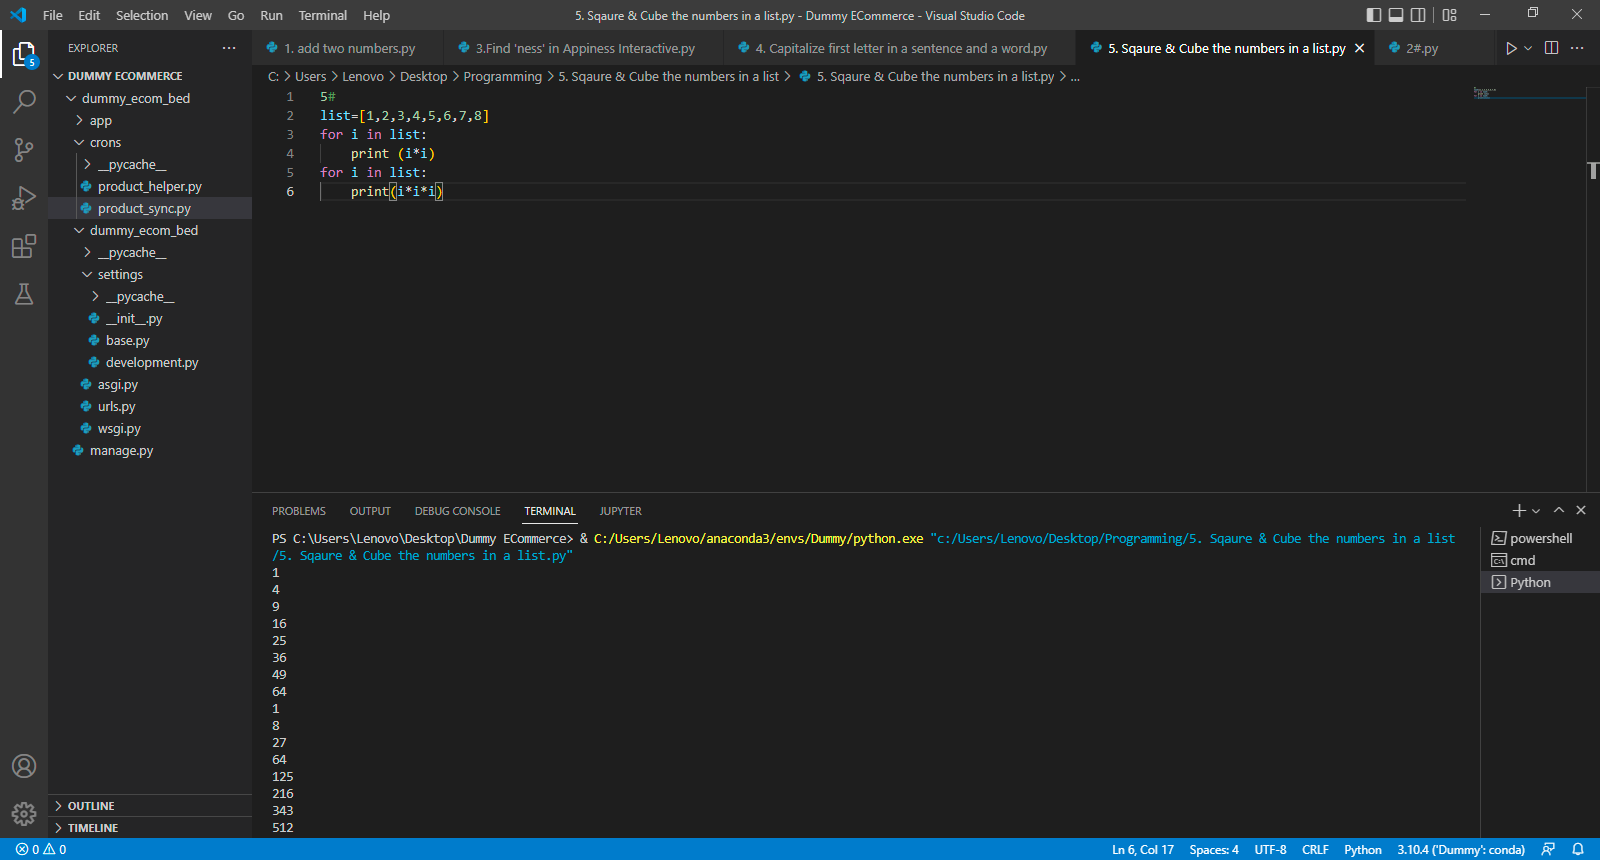 File Edit Selection View Go Run Terminal Help 5. Sqaure & Cube the numbers in a list.py - Dummy ECommerce - Visual Studio Code
EXPLORER
1. add two numbers.py 3.Find 'ness' in Appiness Interactive.py 4. Capitalize first letter in a sentence and a word.py 5. Sqaure & Cube the numbers in a list.py 2#.py
C: > Users > Lenovo > Desktop > Programming > 5. Sqaure & Cube the numbers in a list > 5. Sqaure & Cube the numbers in a list.py > ...
5
DUMMY ECOMMERCE
dummy_ecom_bed
app
crons
__pycache__
product_helper.py
product_sync.py
dummy_ecom_bed
__pycache__
settings
__pycache__
__init__.py
base.py
development.py
asgi.py
urls.py
wsgi.py
manage.py
OUTLINE
TIMELINE
1 5#
2 list=[1,2,3,4,5,6,7,8]
3 for i in list:
4 print (i*i)
5 for i in list:
6 print(i*i*i)
PROBLEMS OUTPUT DEBUG CONSOLE TERMINAL JUPYTER
PS C:\Users\Lenovo\Desktop\Dummy ECommerce> & C:/Users/Lenovo/anaconda3/envs/Dummy/python.exe "c:/Users/Lenovo/Desktop/Programming/5. Sqaure & Cube the numbers in a list
/5. Sqaure & Cube the numbers in a list.py"
1
4
9
16
25
36
49
64
1
8
27
64
125
216
343
512
powershell
cmd
Python
0 0 Ln 6, Col 17 Spaces: 4 UTF-8 CRLF Python 3.10.4 ('Dummy': conda)